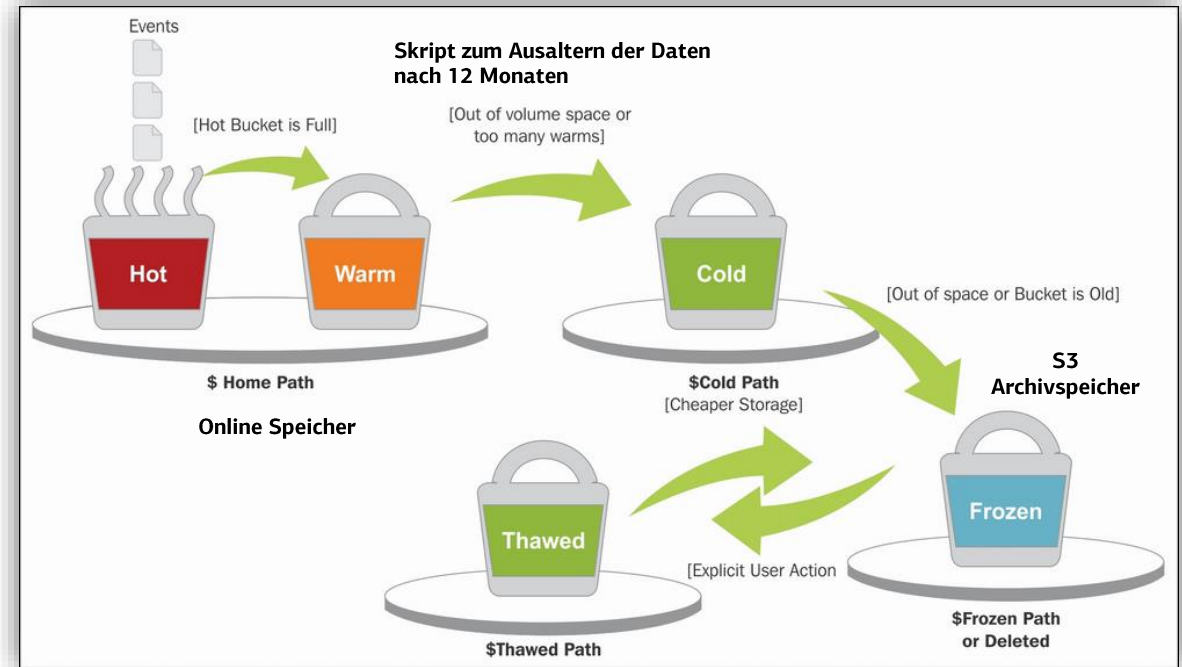 Events
Skript zum Ausaltern der Daten
nach 12 Monaten
[Hot Bucket is Full]
[Out of volume space or
too many warms]
Hot
Warm
Cold
[Out of space or Bucket is Old]
$ Home Path
$Cold Path
[Cheaper Storage]
S3
Archivspeicher
Online Speicher
Frozen
Thawed
[Explicit User Action
$Frozen Path
or Deleted
$Thawed Path